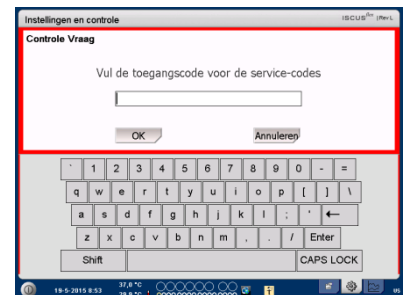 Instellingen en controle
ISCUSflex (Rev L
Controle Vraag
Vul de toegangscode voor de service-codes
OK Annuleren
` 1 2 3 4 5 6 7 8 9 0 - =
q w e r t y u i o p [ ] \
a s d f g h j k l ; ' ←
z x c v b n m , . / Enter
Shift CAPS LOCK
19-5-2015 8:53 37,0 °C